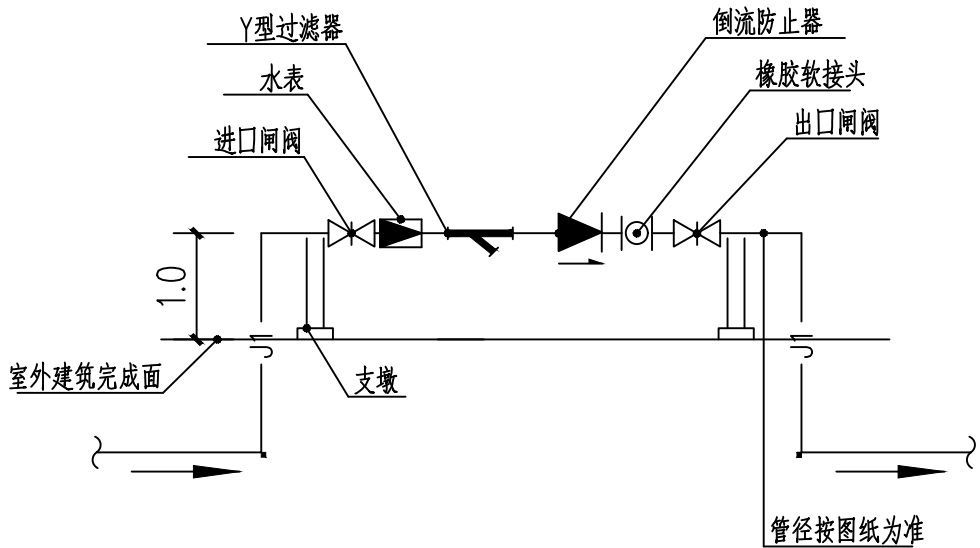 Y型过滤器
倒流防止器
水表
橡胶软接头
进口闸阀
出口闸阀
1.0
J1
J1
室外建筑完成面
支墩
管径按图纸为准